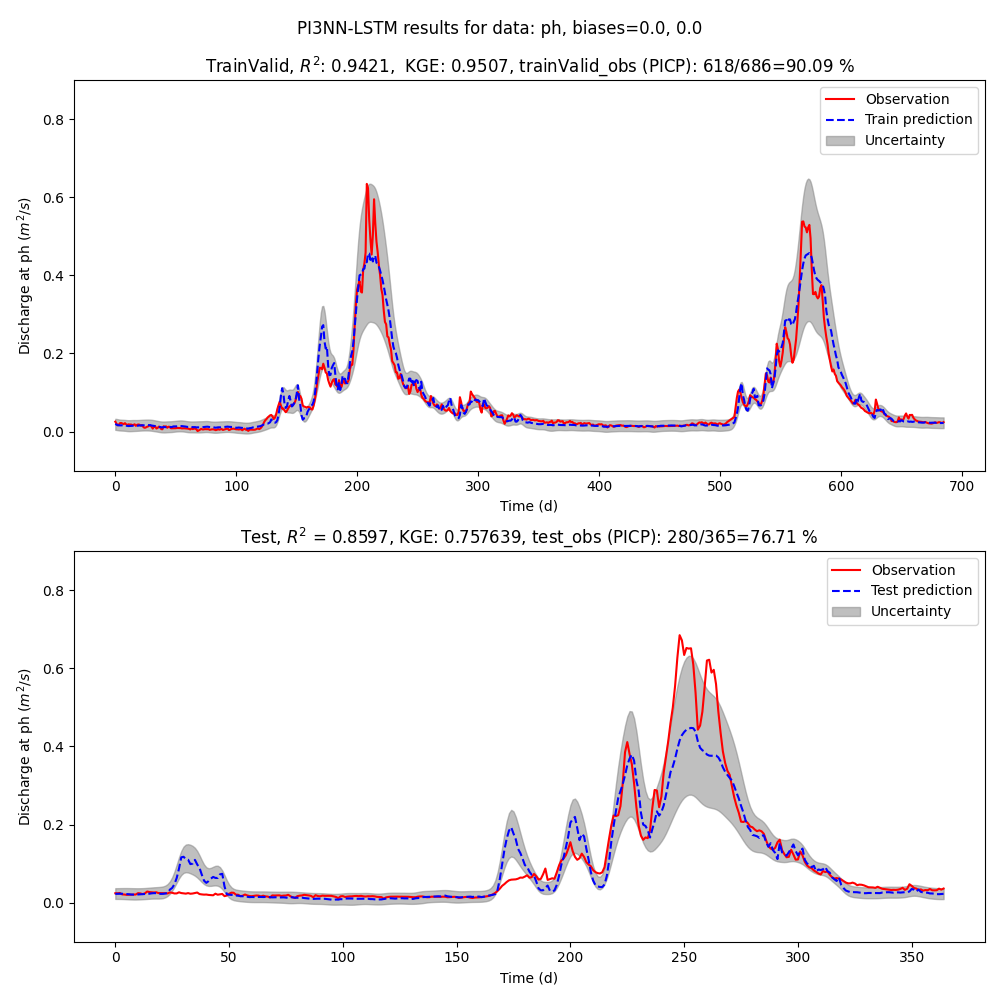 PI3NN-LSTM results for data: ph, biases=0.0, 0.0
TrainValid, R²: 0.9421,  KGE: 0.9507, trainValid_obs (PICP): 618/686=90.09 %
Observation
Train prediction
Uncertainty
Discharge at ph (m²/s)
0.8
0.6
0.4
0.2
0.0
0 100 200 300 400 500 600 700
Time (d)
Test, R² = 0.8597, KGE: 0.757639, test_obs (PICP): 280/365=76.71 %
Observation
Test prediction
Uncertainty
Discharge at ph (m²/s)
0.8
0.6
0.4
0.2
0.0
0 50 100 150 200 250 300 350
Time (d)